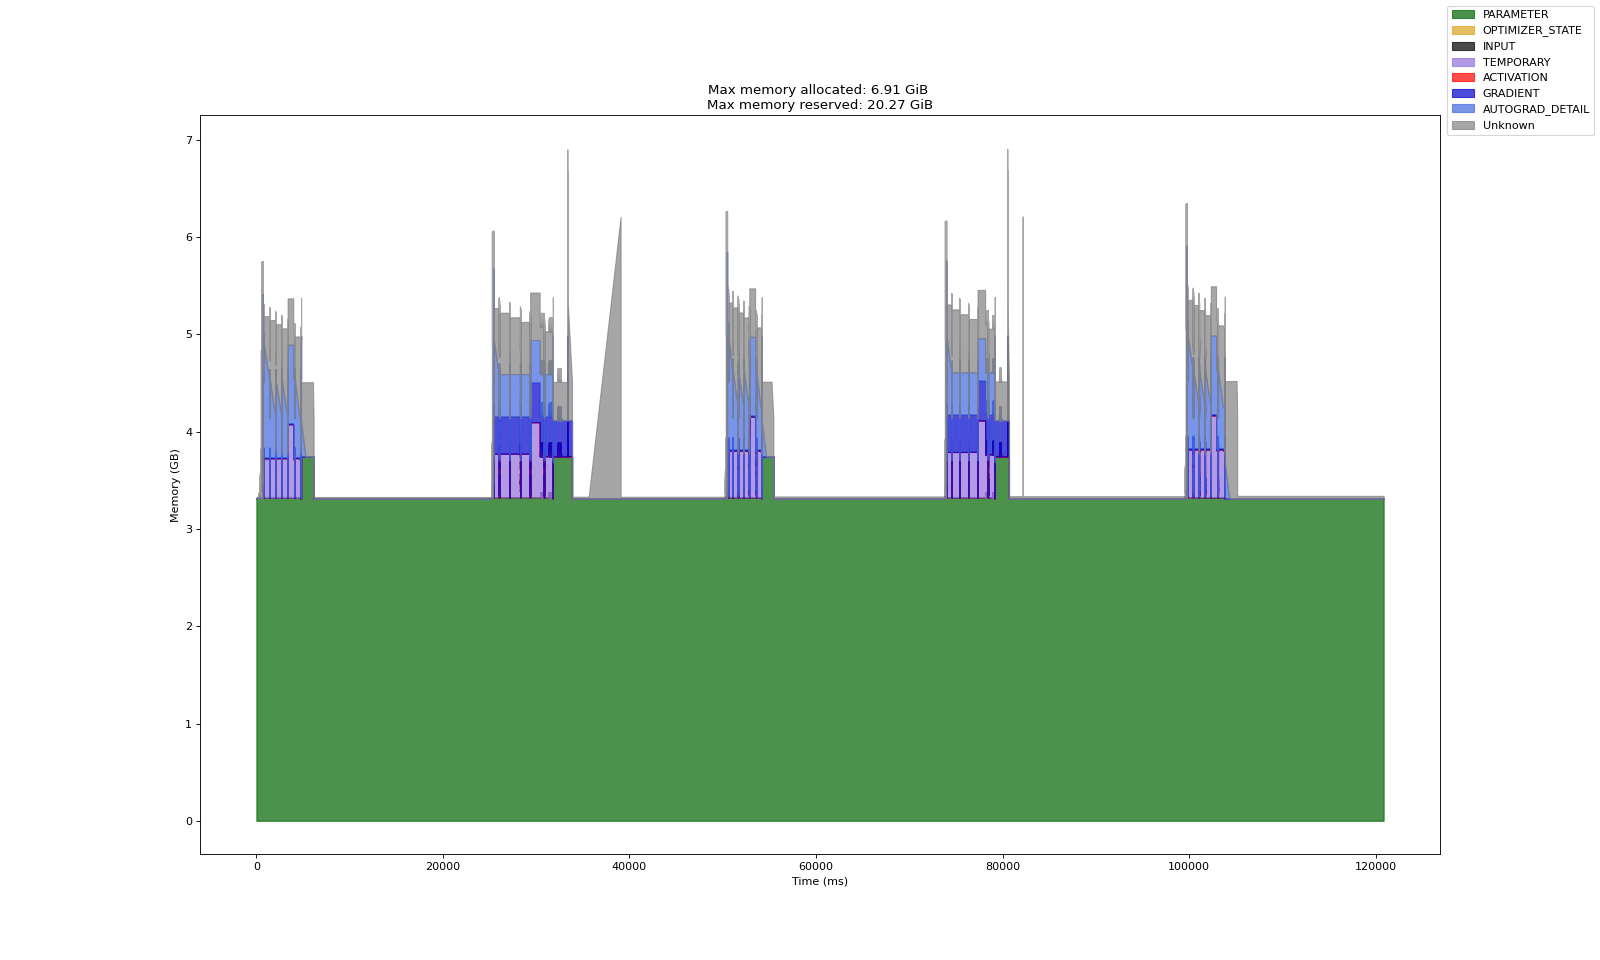 PARAMETER
OPTIMIZER_STATE
INPUT
TEMPORARY
ACTIVATION
GRADIENT
AUTOGRAD_DETAIL
Unknown
Max memory allocated: 6.91 GiB
Max memory reserved: 20.27 GiB
7
6
5
4
3
2
1
0
Memory (GB)
0 20000 40000 60000 80000 100000 120000
Time (ms)